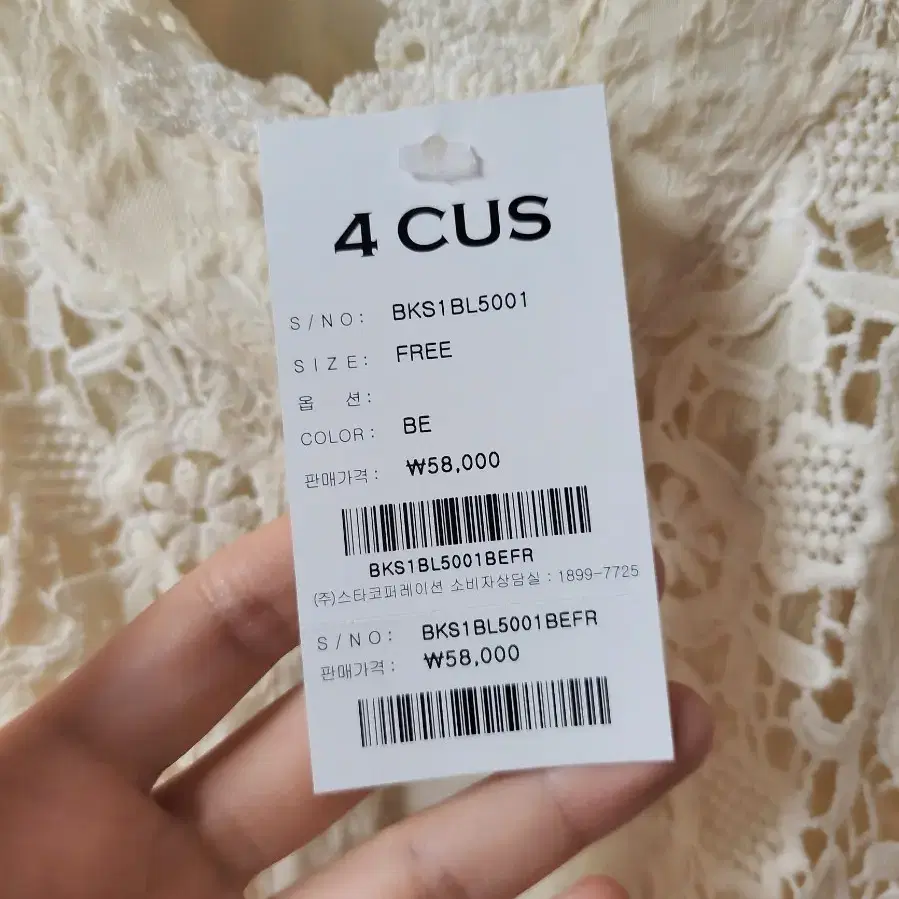 4 CUS
S/NO: BKS1BL5001
SIZE: FREE
옵 션:
COLOR: BE
판매가격: ₩58,000
BKS1BL5001BEFR
(주)스타코퍼레이션 소비자상담실 : 1899-7725
S/NO: BKS1BL5001BEFR
판매가격: ₩58,000